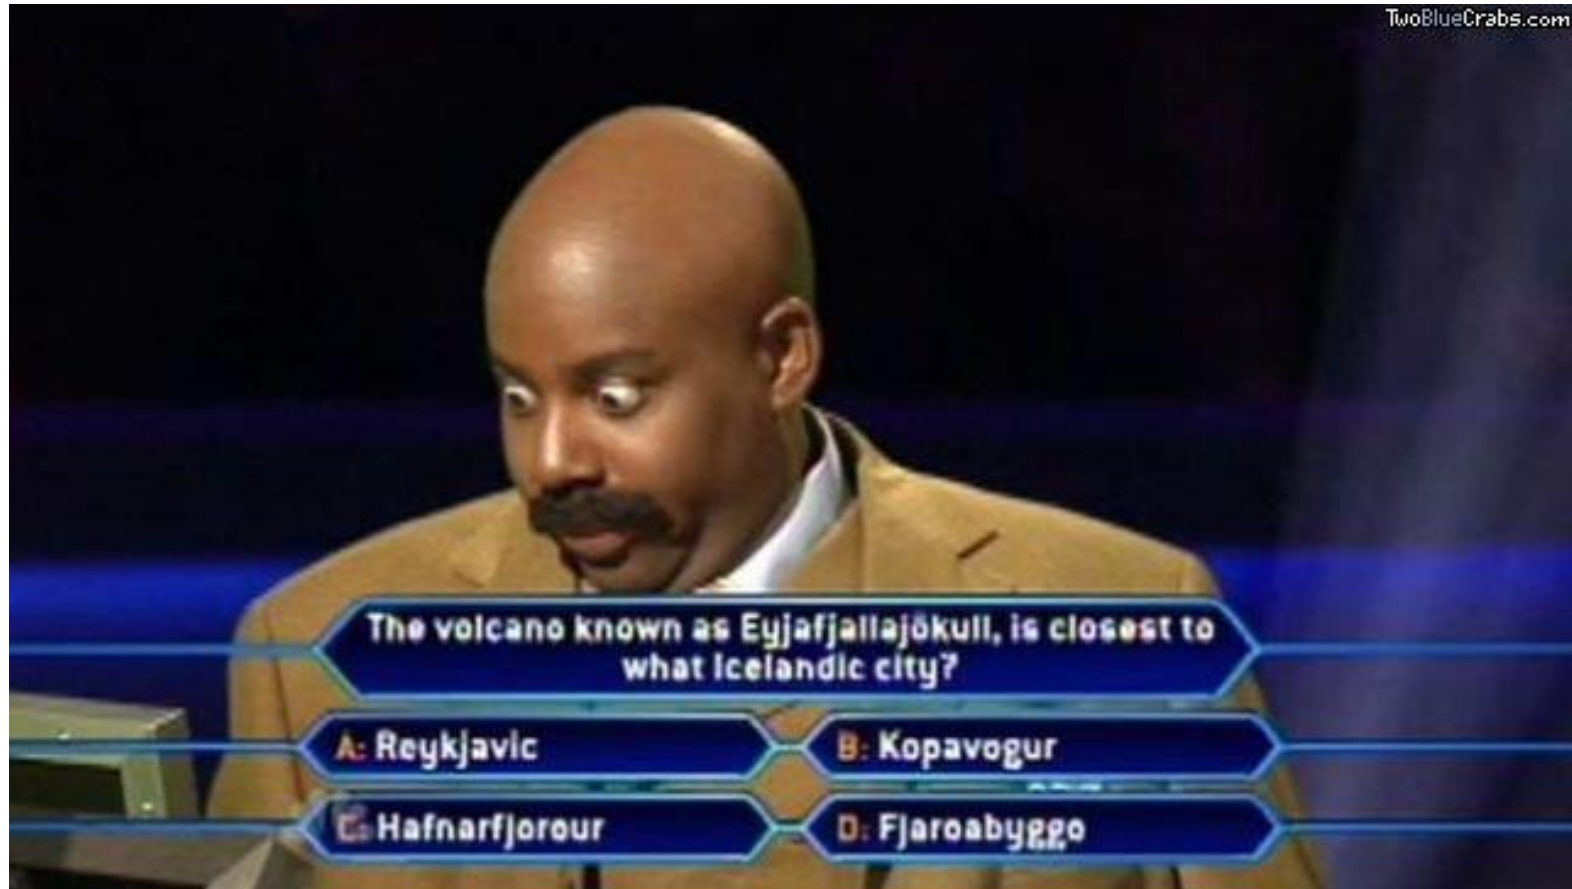 TwoBlueCrabs.com
The volcano known as Eyjafjallajökull, is closest to
what Icelandic city?
A: Reykjavic
B: Kopavogur
C: Hafnarfjorour
D: Fjaroabyggo